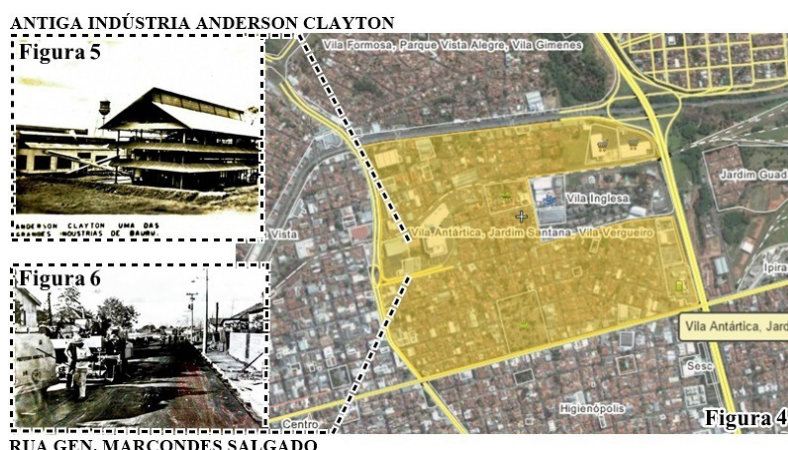 ANTIGA INDÚSTRIA ANDERSON CLAYTON
Figura 5
ANDERSON CLAYTON UMA DAS
GRANDES INDUSTRIAS DE BAURU.
Figura 6
RUA GEN. MARCONDES SALGADO
Vila Formosa, Parque Vista Alegre, Vila Gimenes
Jardim Guad
Vila Inglesa
Vista
Vila Antártica, Jardim Santana, Vila Vergueiro
Ipira
Vila Antártica, Jard
Sesc
Higienópolis
Centro
Figura 4